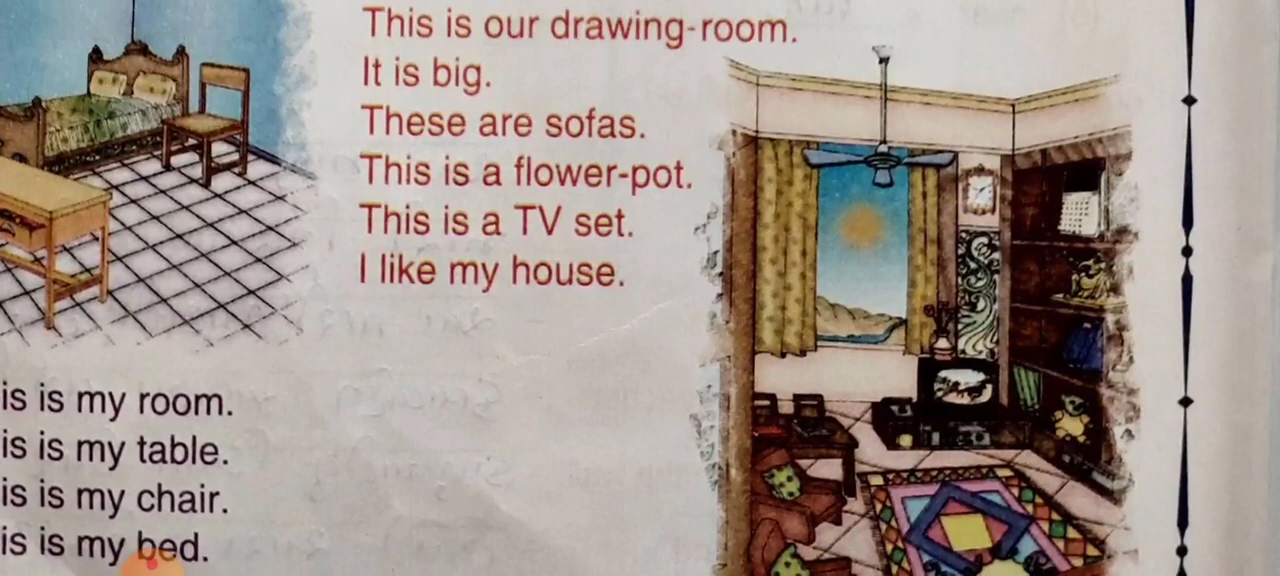 This is our drawing-room.
It is big.
These are sofas.
This is a flower-pot.
This is a TV set.
I like my house.
is is my room.
is is my table.
is is my chair.
is is my bed.